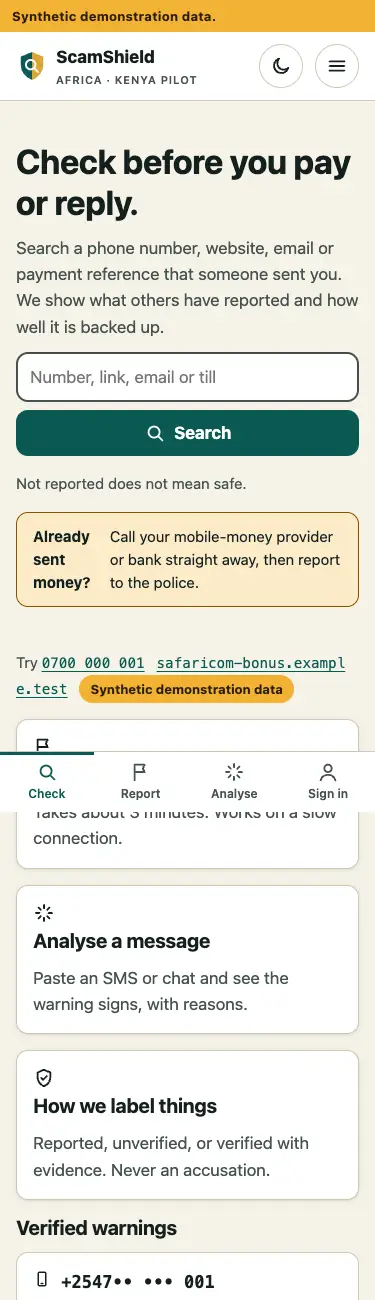 Synthetic demonstration data.
ScamShield
AFRICA · KENYA PILOT
Check before you pay
or reply.
Search a phone number, website, email or
payment reference that someone sent you.
We show what others have reported and how
well it is backed up.
Number, link, email or till
Search
Not reported does not mean safe.
Already
sent
money?
Call your mobile-money provider
or bank straight away, then report
to the police.
Try 0700 000 001 safaricom-bonus.exampl
e.test Synthetic demonstration data
Check
Report
Analyse
Sign in
Takes about 3 minutes. Works on a slow
connection.
Analyse a message
Paste an SMS or chat and see the
warning signs, with reasons.
How we label things
Reported, unverified, or verified with
evidence. Never an accusation.
Verified warnings
+2547•• ••• 001